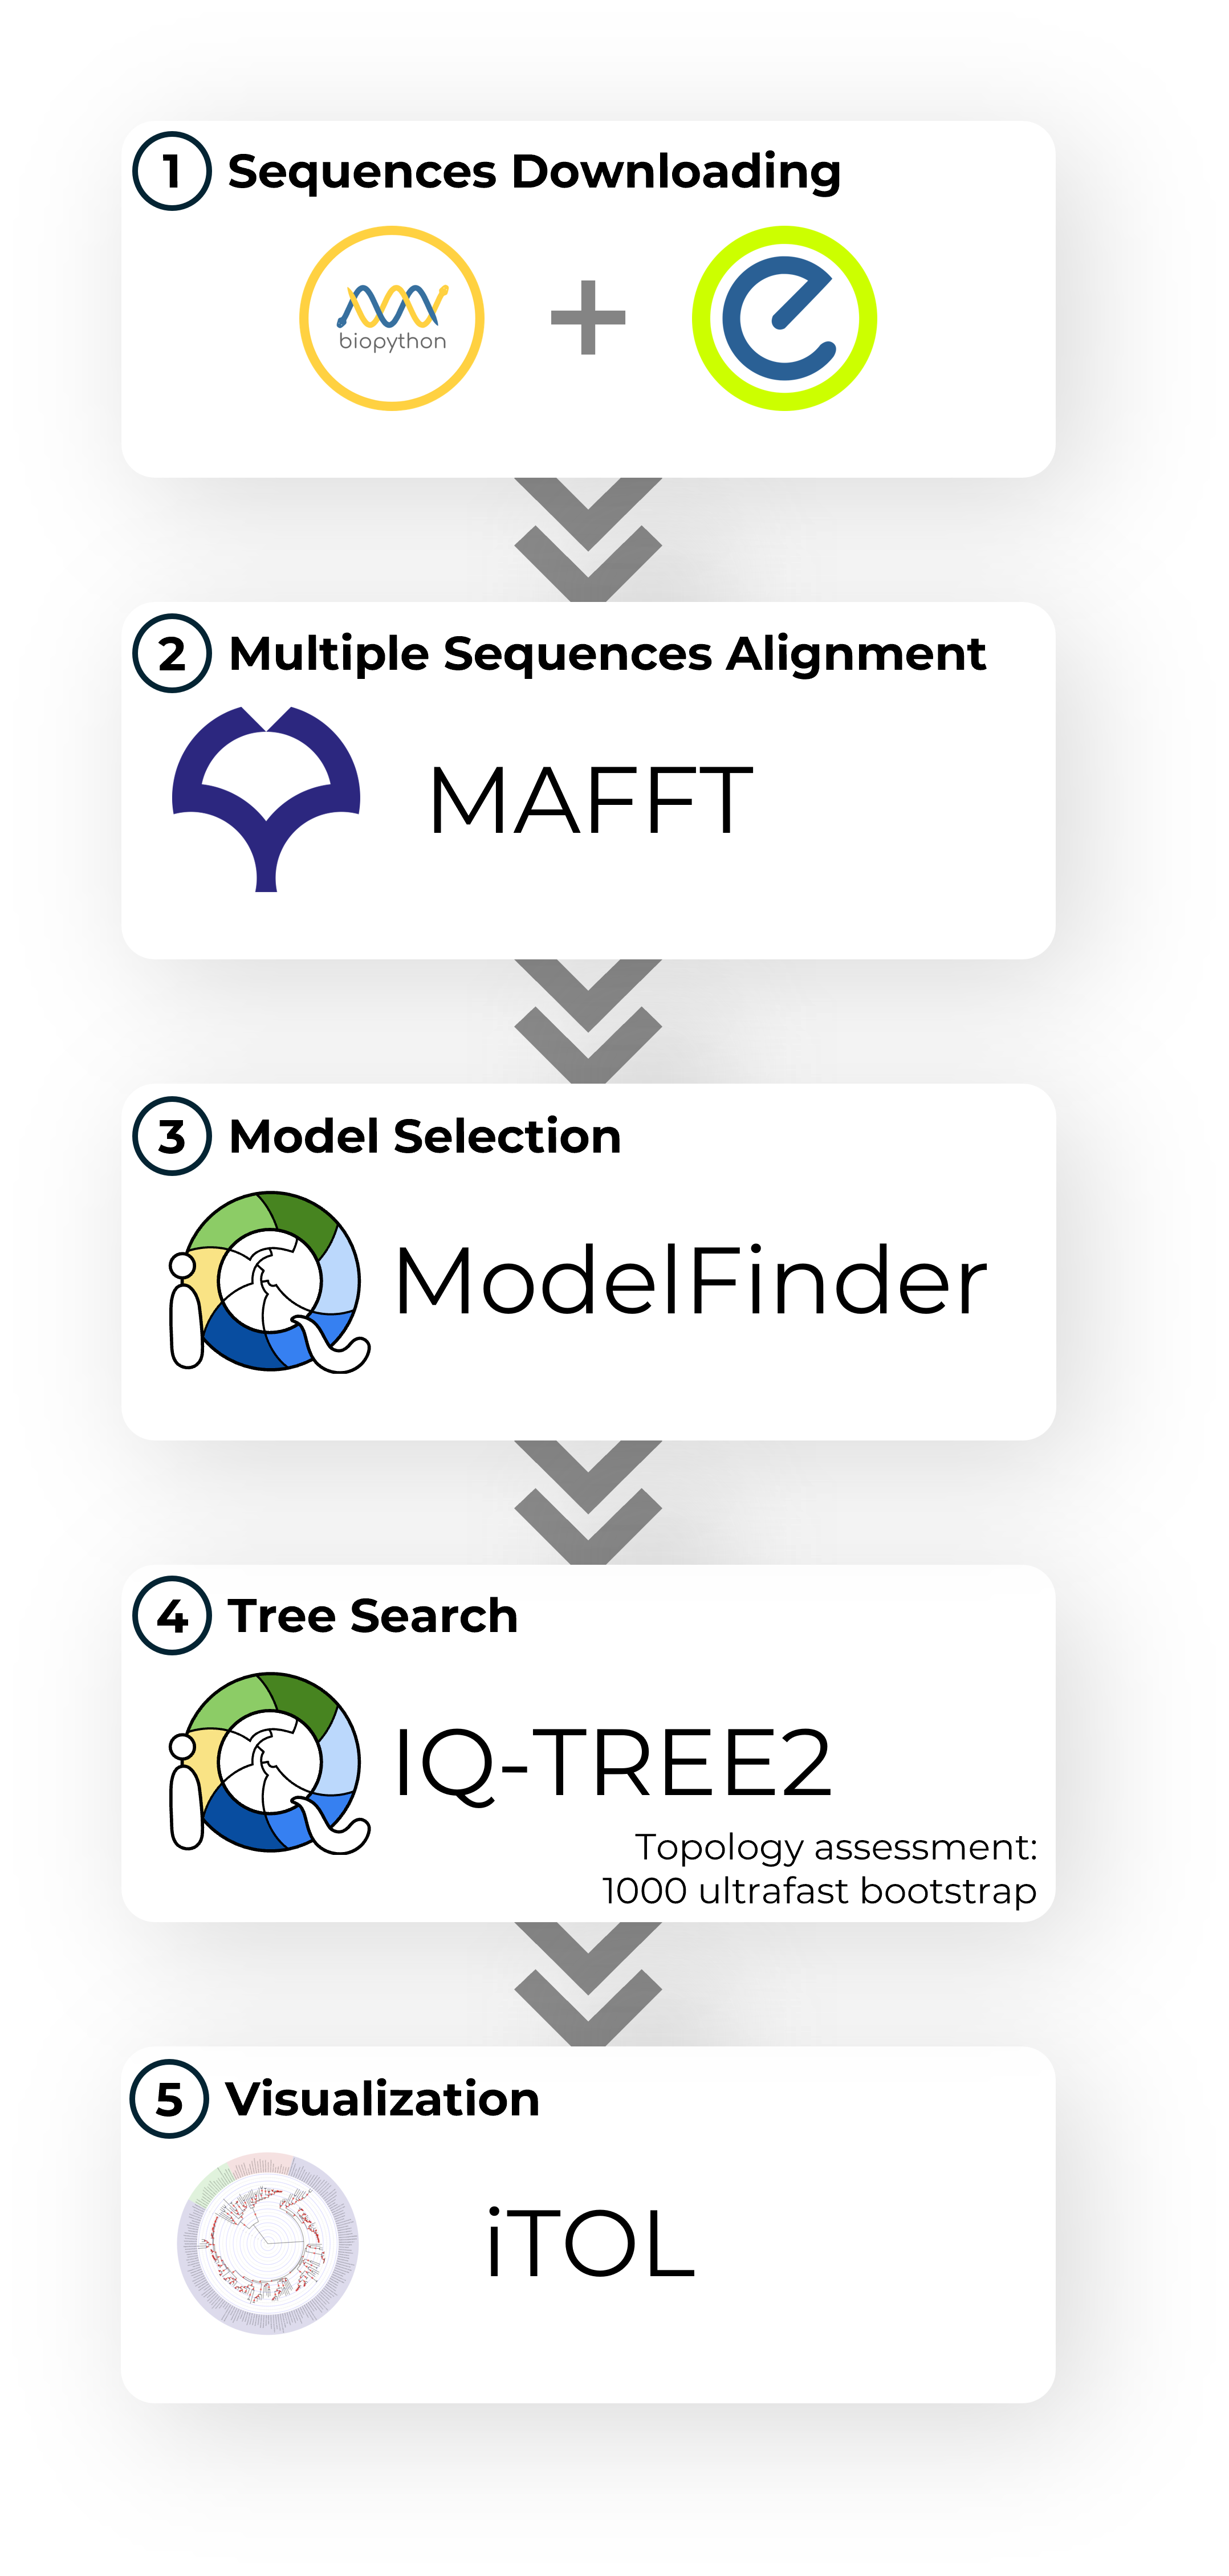 1 Sequences Downloading
biopython
2 Multiple Sequences Alignment
MAFFT
3 Model Selection
ModelFinder
4 Tree Search
IQ-TREE2
Topology assessment:
1000 ultrafast bootstrap
5 Visualization
iTOL